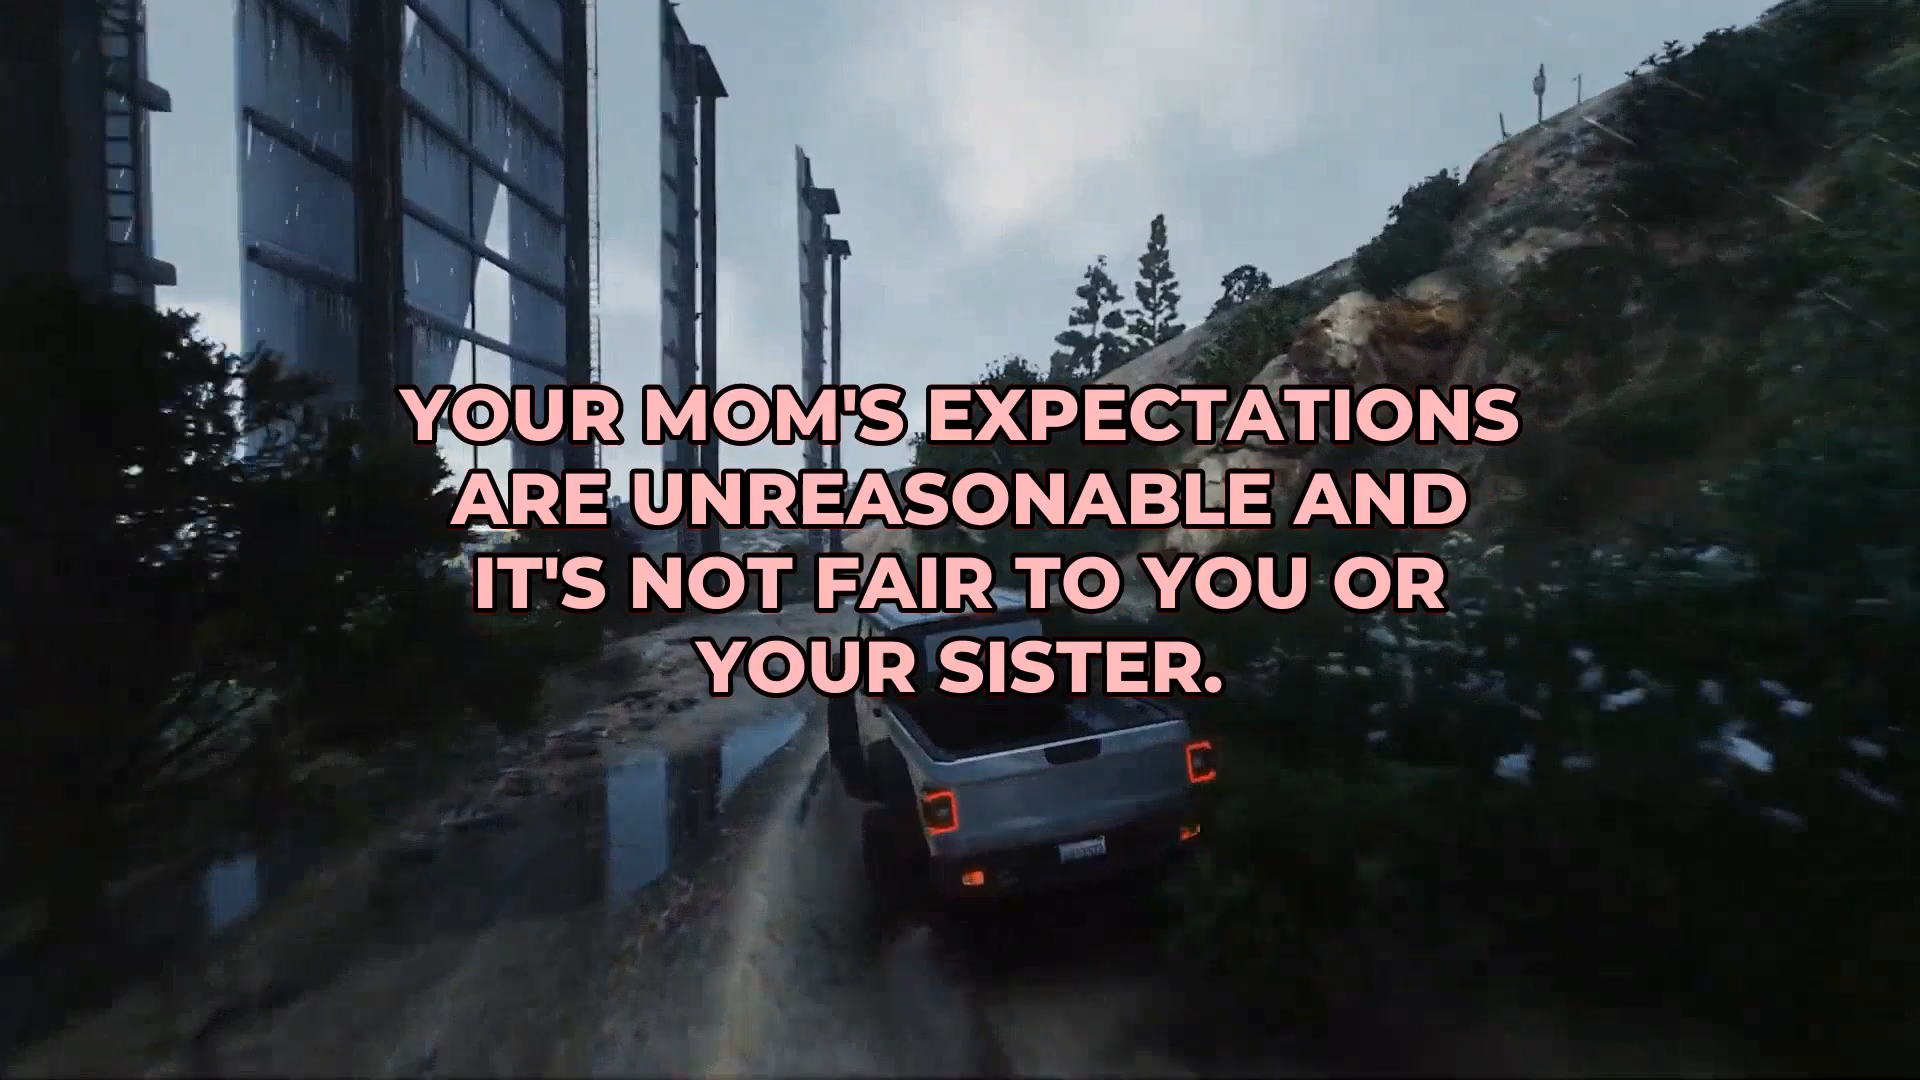 YOUR MOM'S EXPECTATIONS
ARE UNREASONABLE AND
IT'S NOT FAIR TO YOU OR
YOUR SISTER.